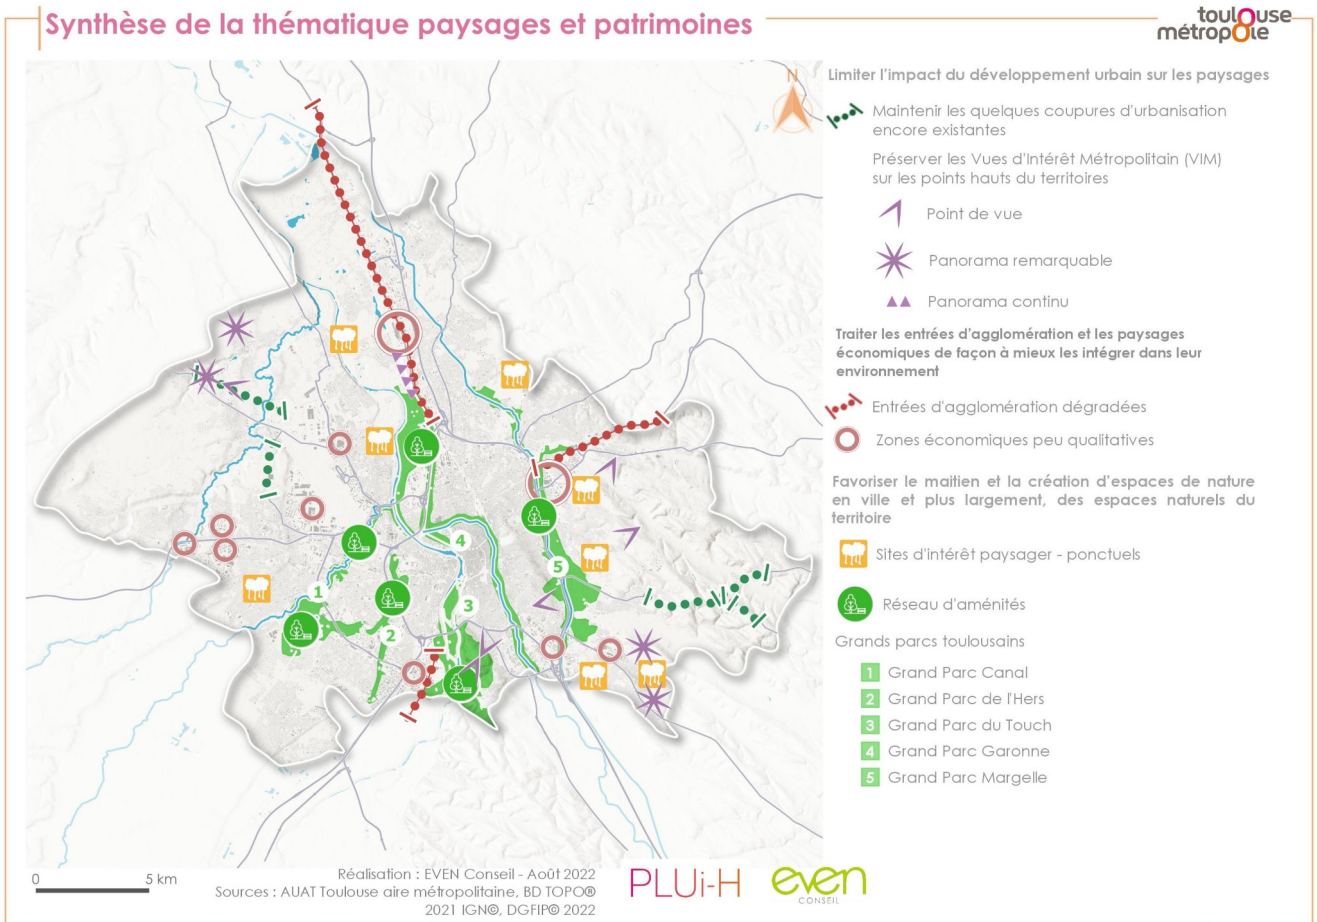 Synthèse de la thématique paysages et patrimoines
toulouse
métropole
N
Limiter l'impact du développement urbain sur les paysages
Maintenir les quelques coupures d'urbanisation
encore existantes
Préserver les Vues d'Intérêt Métropolitain (VIM)
sur les points hauts du territoires
Point de vue
Panorama remarquable
Panorama continu
Traiter les entrées d'agglomération et les paysages
économiques de façon à mieux les intégrer dans leur
environnement
Entrées d'agglomération dégradées
Zones économiques peu qualitatives
Favoriser le maitien et la création d'espaces de nature
en ville et plus largement, des espaces naturels du
territoire
Sites d'intérêt paysager - ponctuels
Réseau d'aménités
Grands parcs toulousains
1 Grand Parc Canal
2 Grand Parc de l'Hers
3 Grand Parc du Touch
4 Grand Parc Garonne
5 Grand Parc Margelle
4
5
1
3
2
0 5 km
Réalisation : EVEN Conseil - Août 2022
Sources : AUAT Toulouse aire métropolitaine, BD TOPO®
2021 IGN©, DGFIP© 2022
PLUi-H
even
CONSEIL